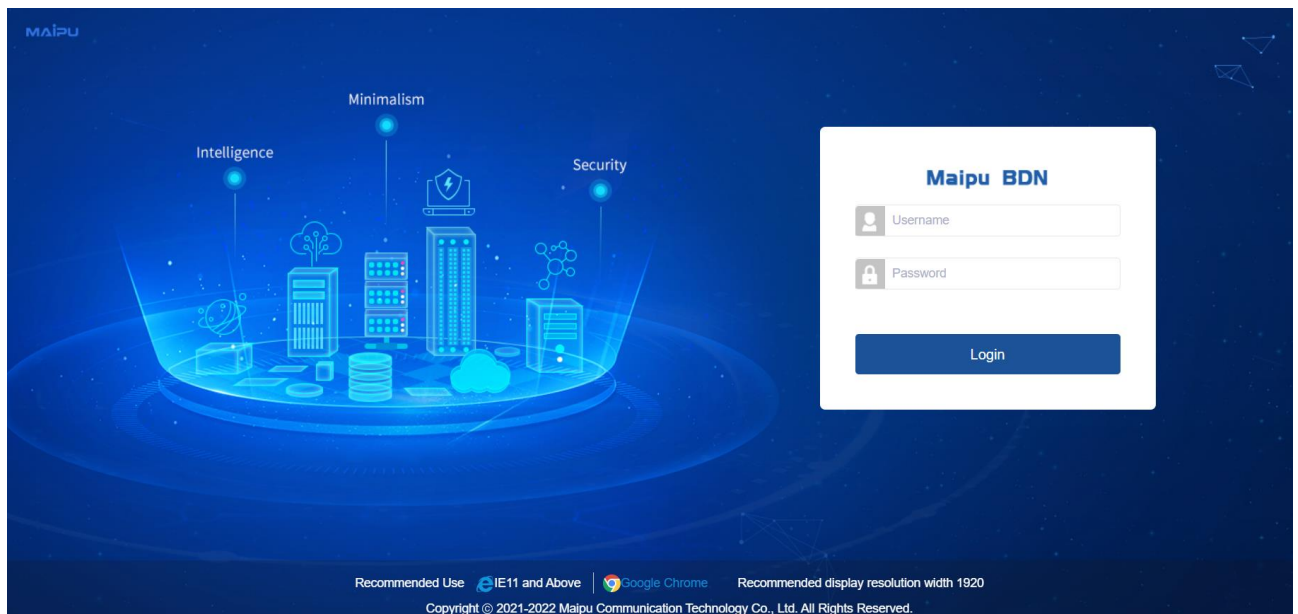 MAIPU
Minimalism
Intelligence
Security
Maipu BDN
Username
Password
Login
Recommended Use IE11 and Above Google Chrome Recommended display resolution width 1920
Copyright © 2021-2022 Maipu Communication Technology Co., Ltd. All Rights Reserved.